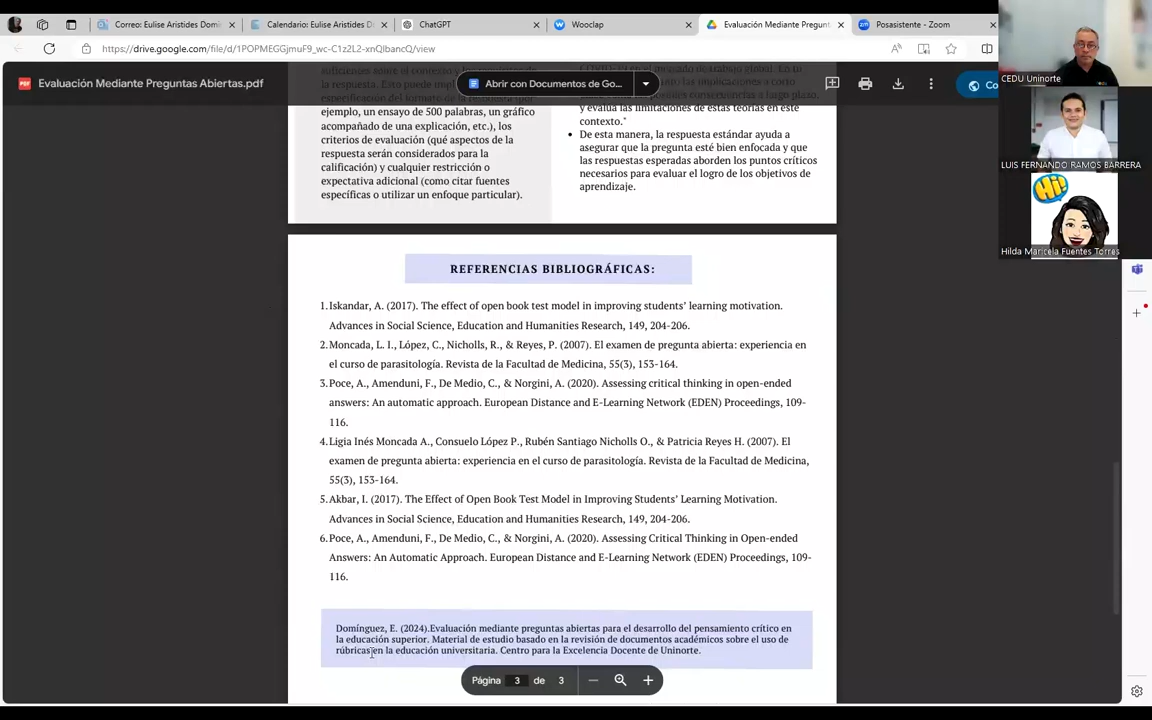 Correo: Eulise Aristides Domí
Calendario: Eulise Aristides D
ChatGPT
Wooclap
Evaluación Mediante Pregunt
Posasistente - Zoom
https://drive.google.com/file/d/1POPMEGGjmuF9_wc-C1z2L2-xnQlbancQ/view
Evaluación Mediante Preguntas Abiertas.pdf
Abrir con Documentos de Go...
Co
ejemplo, un ensayo de 500 palabras, un gráfico
acompañado de una explicación, etc.), los
criterios de evaluación (qué aspectos de la
respuesta serán considerados para la
calificación) y cualquier restricción o
expectativa adicional (como citar fuentes
específicas o utilizar un enfoque particular).
y evalúa las limitaciones de estas teorías en este
contexto."
• De esta manera, la respuesta estándar ayuda a
asegurar que la pregunta esté bien enfocada y que
las respuestas esperadas aborden los puntos críticos
necesarios para evaluar el logro de los objetivos de
aprendizaje.
REFERENCIAS BIBLIOGRÁFICAS:
1. Iskandar, A. (2017). The effect of open book test model in improving students' learning motivation.
Advances in Social Science, Education and Humanities Research, 149, 204-206.
2. Moncada, L. I., López, C., Nicholls, R., & Reyes, P. (2007). El examen de pregunta abierta: experiencia en
el curso de parasitología. Revista de la Facultad de Medicina, 55(3), 153-164.
3. Poce, A., Amenduni, F., De Medio, C., & Norgini, A. (2020). Assessing critical thinking in open-ended
answers: An automatic approach. European Distance and E-Learning Network (EDEN) Proceedings, 109-
116.
4. Ligia Inés Moncada A., Consuelo López P., Rubén Santiago Nicholls O., & Patricia Reyes H. (2007). El
examen de pregunta abierta: experiencia en el curso de parasitología. Revista de la Facultad de Medicina,
55(3), 153-164.
5. Akbar, I. (2017). The Effect of Open Book Test Model in Improving Students' Learning Motivation.
Advances in Social Science, Education and Humanities Research, 149, 204-206.
6. Poce, A., Amenduni, F., De Medio, C., & Norgini, A. (2020). Assessing Critical Thinking in Open-ended
Answers: An Automatic Approach. European Distance and E-Learning Network (EDEN) Proceedings, 109-
116.
Domínguez, E. (2024).Evaluación mediante preguntas abiertas para el desarrollo del pensamiento crítico en
la educación superior. Material de estudio basado en la revisión de documentos académicos sobre el uso de
rúbricas en la educación universitaria. Centro para la Excelencia Docente de Uninorte.
Página 3 de 3
CEDU Uninorte
LUIS FERNANDO RAMOS BARRERA
Hi!
Hilda Maricela Fuentes Torres